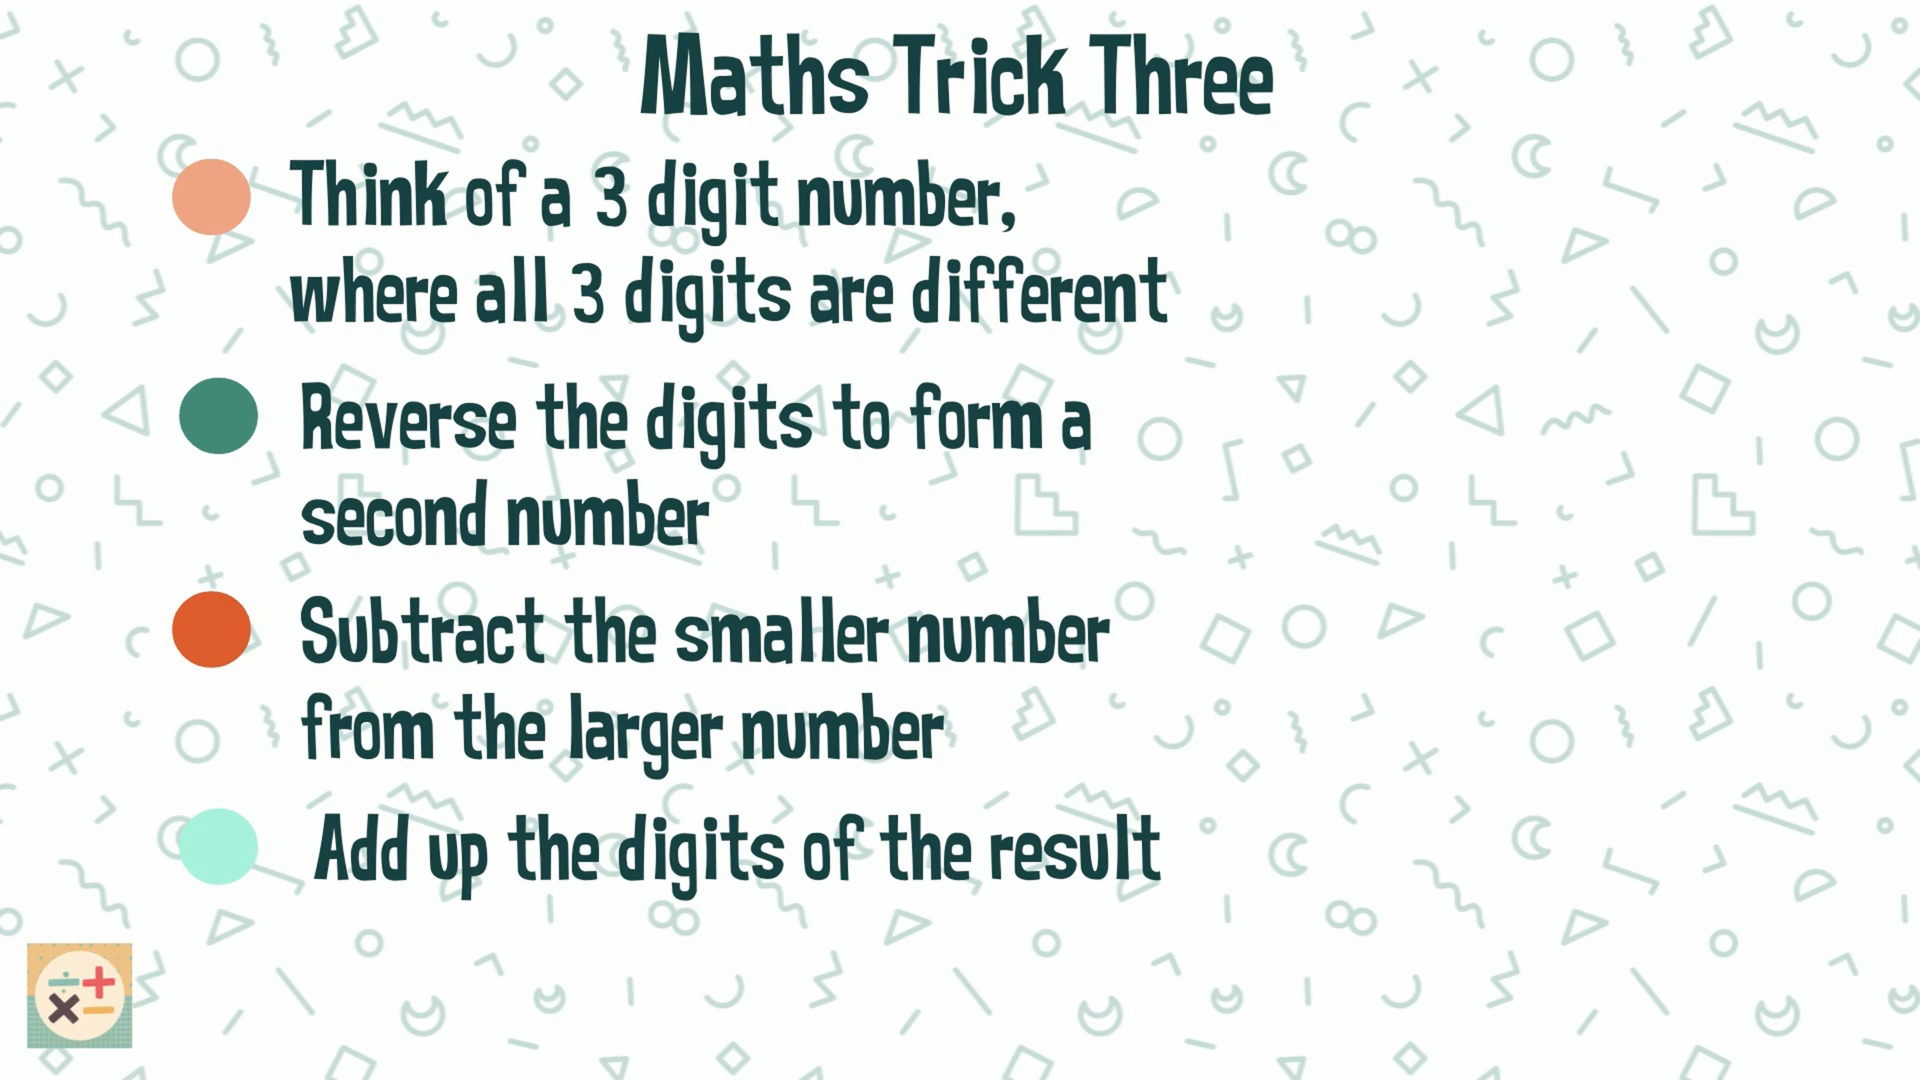 Maths Trick Three
Think of a 3 digit number,
where all 3 digits are different
Reverse the digits to form a
second number
Subtract the smaller number
from the larger number
Add up the digits of the result